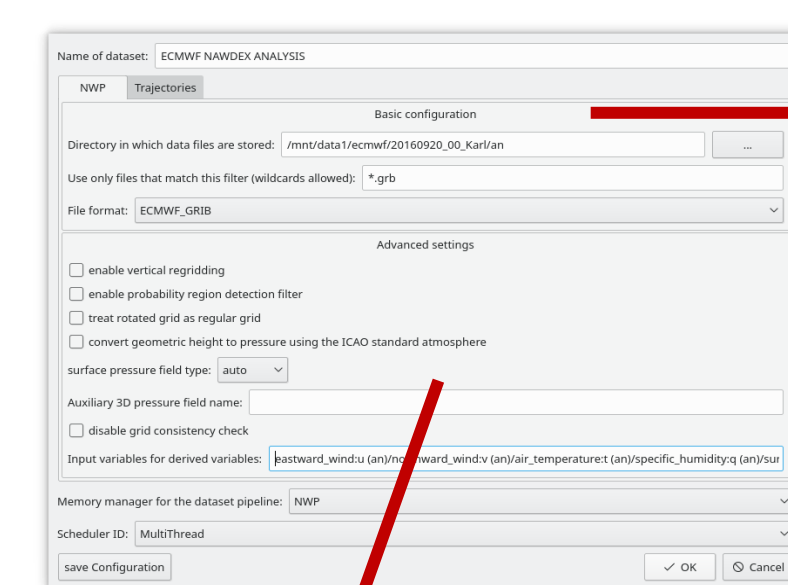 Name of dataset: ECMWF NAWDEX ANALYSIS
NWP Trajectories
Basic configuration
Directory in which data files are stored: /mnt/data1/ecmwf/20160920_00_Karl/an ...
Use only files that match this filter (wildcards allowed): *.grb
File format: ECMWF_GRIB
Advanced settings
enable vertical regridding
enable probability region detection filter
treat rotated grid as regular grid
convert geometric height to pressure using the ICAO standard atmosphere
surface pressure field type: auto
Auxiliary 3D pressure field name:
disable grid consistency check
Input variables for derived variables: eastward_wind:u (an)/northward_wind:v (an)/air_temperature:t (an)/specific_humidity:q (an)/sur
Memory manager for the dataset pipeline: NWP
Scheduler ID: MultiThread
save Configuration OK Cancel